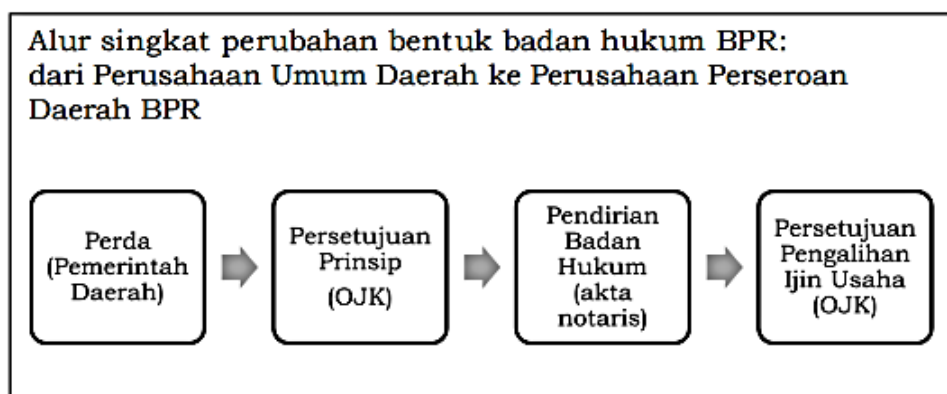 Alur singkat perubahan bentuk badan hukum BPR:
dari Perusahaan Umum Daerah ke Perusahaan Perseroan
Daerah BPR
Perda
(Pemerintah
Daerah)
Persetujuan
Prinsip
(OJK)
Pendirian
Badan
Hukum
(akta
notaris)
Persetujuan
Pengalihan
Ijin Usaha
(OJK)